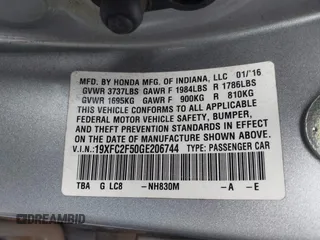 MFD. BY HONDA MFG. OF INDIANA, LLC 01/16
GVWR 3737LBS GAWR F 1984LBS R 1786LBS
GVWR 1695KG GAWR F 900KG R 810KG
THIS VEHICLE CONFORMS TO ALL APPLICABLE
FEDERAL MOTOR VEHICLE SAFETY, BUMPER,
AND THEFT PREVENTION STANDARDS IN EFFECT
ON THE DATE OF MANUFACTURE SHOWN ABOVE.
V.I.N.:19XFC2F50GE206744 TYPE: PASSENGER CAR
TBA G LC8 -NH830M -A -E
DREAMBID